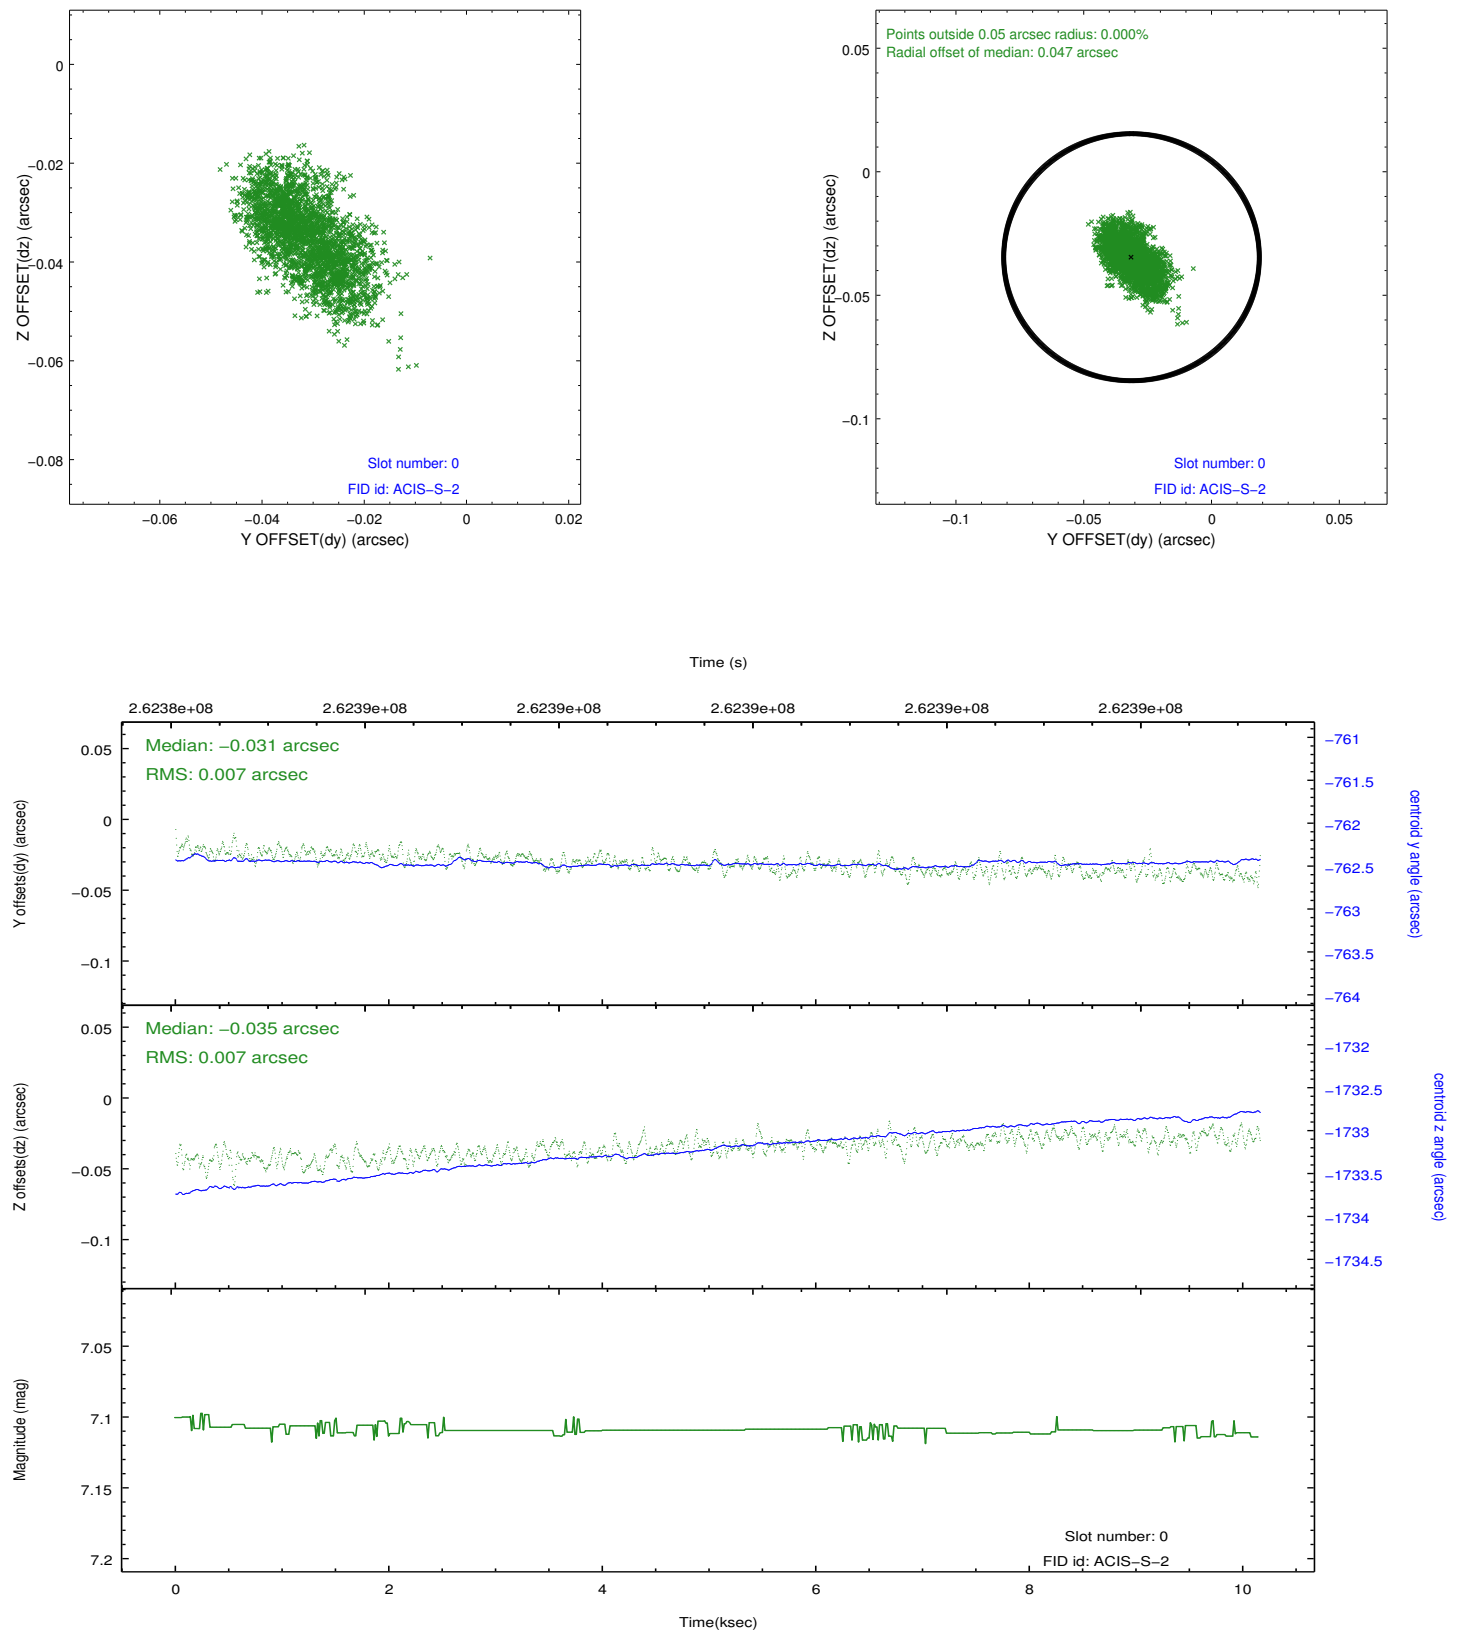 Points outside 0.05 arcsec radius: 0.000%
Radial offset of median: 0.047 arcsec
0
−0.02
−0.04
−0.06
−0.08
Z OFFSET(dz) (arcsec)
Slot number: 0
FID id: ACIS−S−2
−0.06 −0.04 −0.02 0 0.02
Y OFFSET(dy) (arcsec)
0.05
0
−0.05
−0.1
Z OFFSET(dz) (arcsec)
Slot number: 0
FID id: ACIS−S−2
−0.1 −0.05 0 0.05
Y OFFSET(dy) (arcsec)
Time (s)
2.6238e+08 2.6239e+08 2.6239e+08 2.6239e+08 2.6239e+08 2.6239e+08
Median: −0.031 arcsec
RMS: 0.007 arcsec
0.05
0
−0.05
−0.1
Y offsets(dy) (arcsec)
−761
−761.5
−762
−762.5
−763
−763.5
−764
centroid y angle (arcsec)
Median: −0.035 arcsec
RMS: 0.007 arcsec
0.05
0
−0.05
−0.1
Z offsets(dz) (arcsec)
−1732
−1732.5
−1733
−1733.5
−1734
−1734.5
centroid z angle (arcsec)
7.05
7.1
7.15
7.2
Magnitude (mag)
Slot number: 0
FID id: ACIS−S−2
0 2 4 6 8 10
Time(ksec)